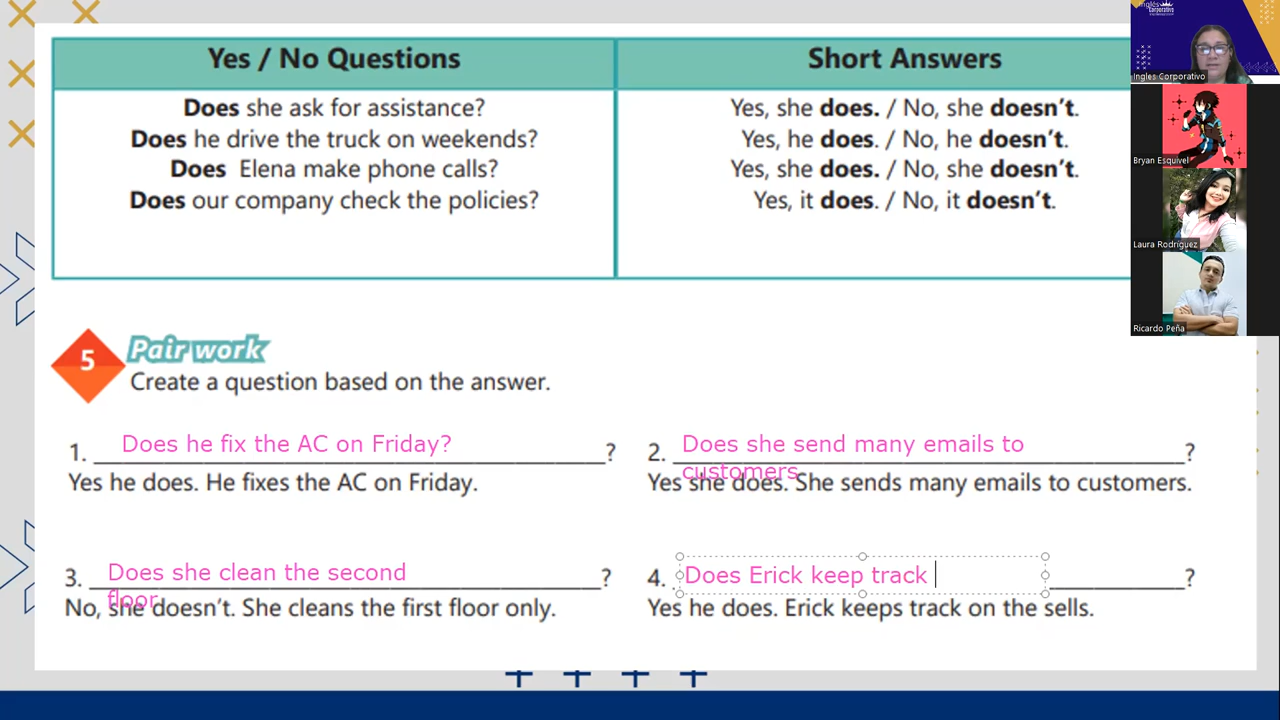 Yes / No Questions
Short Answers
Does she ask for assistance?
Does he drive the truck on weekends?
Does Elena make phone calls?
Does our company check the policies?
Yes, she does. / No, she doesn't.
Yes, he does. / No, he doesn't.
Yes, she does. / No, she doesn't.
Yes, it does. / No, it doesn't.
5
Pair work
Create a question based on the answer.
1. Does he fix the AC on Friday? ?
Yes he does. He fixes the AC on Friday.
2. Does she send many emails to ?
customers
Yes she does. She sends many emails to customers.
3. Does she clean the second ?
floor
No, she doesn't. She cleans the first floor only.
4. Does Erick keep track ?
Yes he does. Erick keeps track on the sells.
Inglés
Corporativo
Ingles Corporativo
Bryan Esquivel
Laura Rodríguez
Ricardo Peña